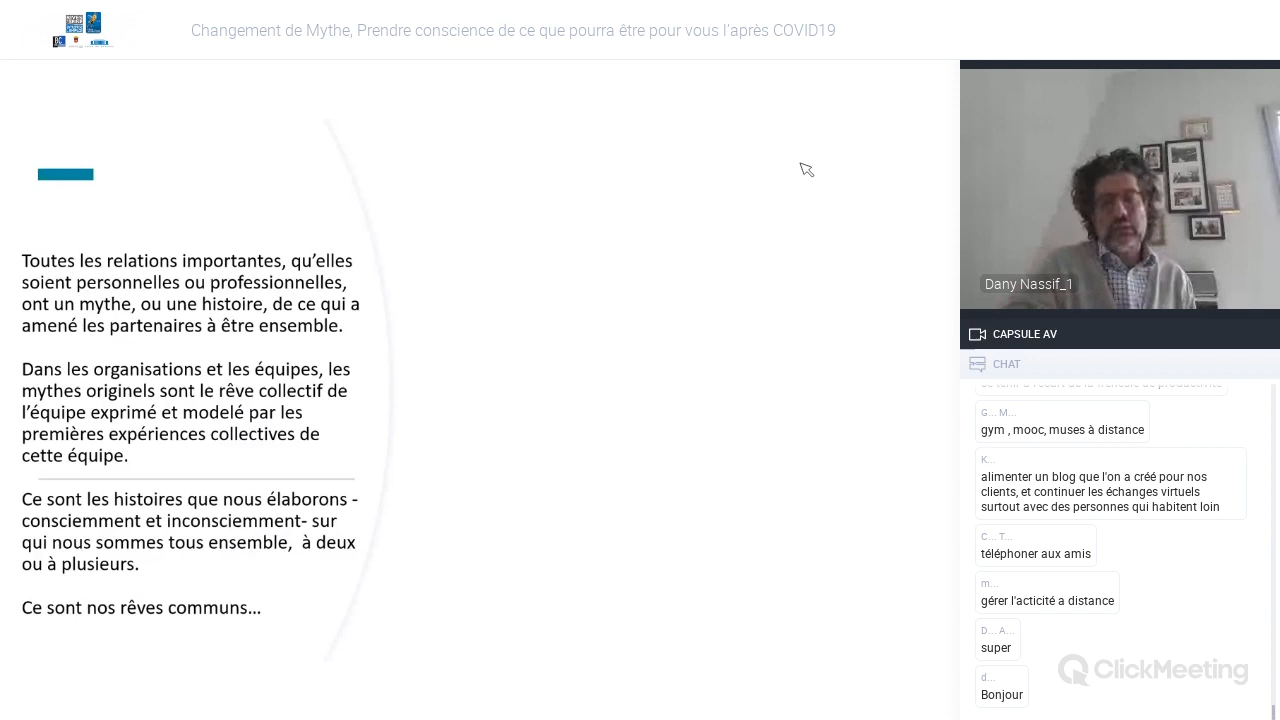 Changement de Mythe, Prendre conscience de ce que pourra être pour vous l'après COVID19
Toutes les relations importantes, qu’elles
soient personnelles ou professionnelles,
ont un mythe, ou une histoire, de ce qui a
amené les partenaires à être ensemble.
Dans les organisations et les équipes, les
mythes originels sont le rêve collectif de
l’équipe exprimé et modelé par les
premières expériences collectives de
cette équipe.
Ce sont les histoires que nous élaborons -
consciemment et inconsciemment- sur
qui nous sommes tous ensemble, à deux
ou à plusieurs.
Ce sont nos rêves communs…
Dany Nassif_1
CAPSULE AV
CHAT
G... M...
gym , mooc, muses à distance
K...
alimenter un blog que l'on a créé pour nos
clients, et continuer les échanges virtuels
surtout avec des personnes qui habitent loin
C... T...
téléphoner aux amis
m...
gérer l'acticité a distance
D... A...
super
d...
Bonjour
ClickMeeting